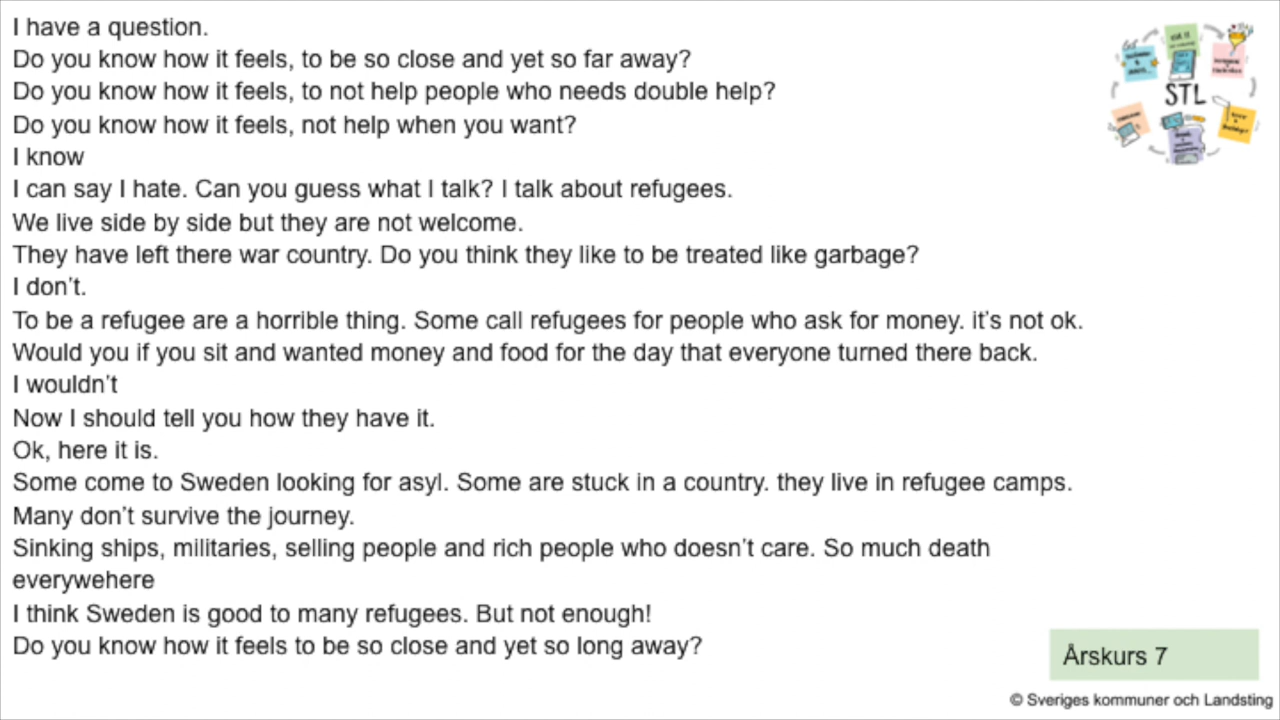 I have a question.
Do you know how it feels, to be so close and yet so far away?
Do you know how it feels, to not help people who needs double help?
Do you know how it feels, not help when you want?
I know
I can say I hate. Can you guess what I talk? I talk about refugees.
We live side by side but they are not welcome.
They have left there war country. Do you think they like to be treated like garbage?
I don't.
To be a refugee are a horrible thing. Some call refugees for people who ask for money. it's not ok.
Would you if you sit and wanted money and food for the day that everyone turned there back.
I wouldn't
Now I should tell you how they have it.
Ok, here it is.
Some come to Sweden looking for asyl. Some are stuck in a country. they live in refugee camps.
Many don't survive the journey.
Sinking ships, militaries, selling people and rich people who doesn't care. So much death
everywehere
I think Sweden is good to many refugees. But not enough!
Do you know how it feels to be so close and yet so long away?
STL
Årskurs 7
© Sveriges kommuner och Landsting